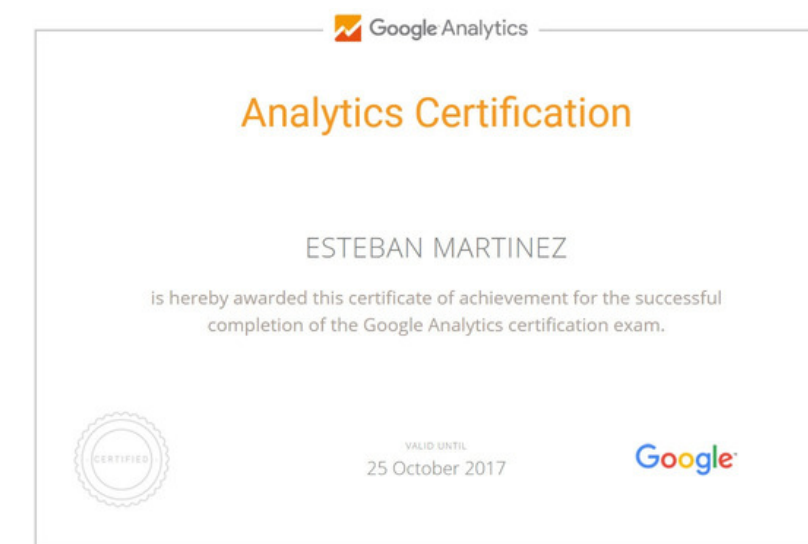 Google Analytics
Analytics Certification
ESTEBAN MARTINEZ
is hereby awarded this certificate of achievement for the successful
completion of the Google Analytics certification exam.
CERTIFIED
VALID UNTIL
25 October 2017
Google